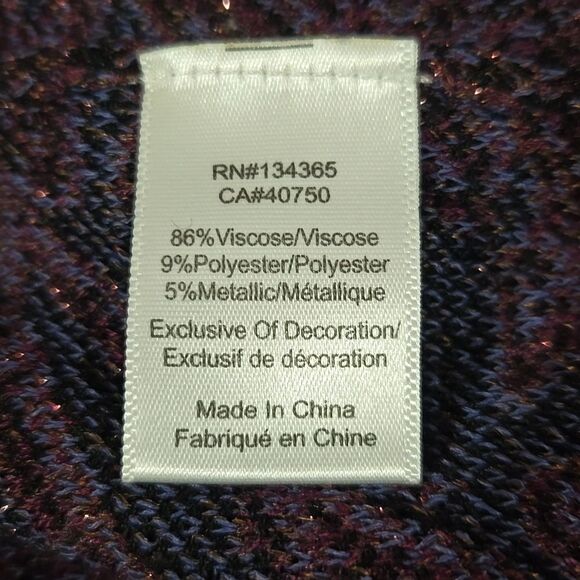 RN#134365
CA#40750
86%Viscose/Viscose
9%Polyester/Polyester
5%Metallic/Métallique
Exclusive Of Decoration/
Exclusif de décoration
Made In China
Fabriqué en Chine